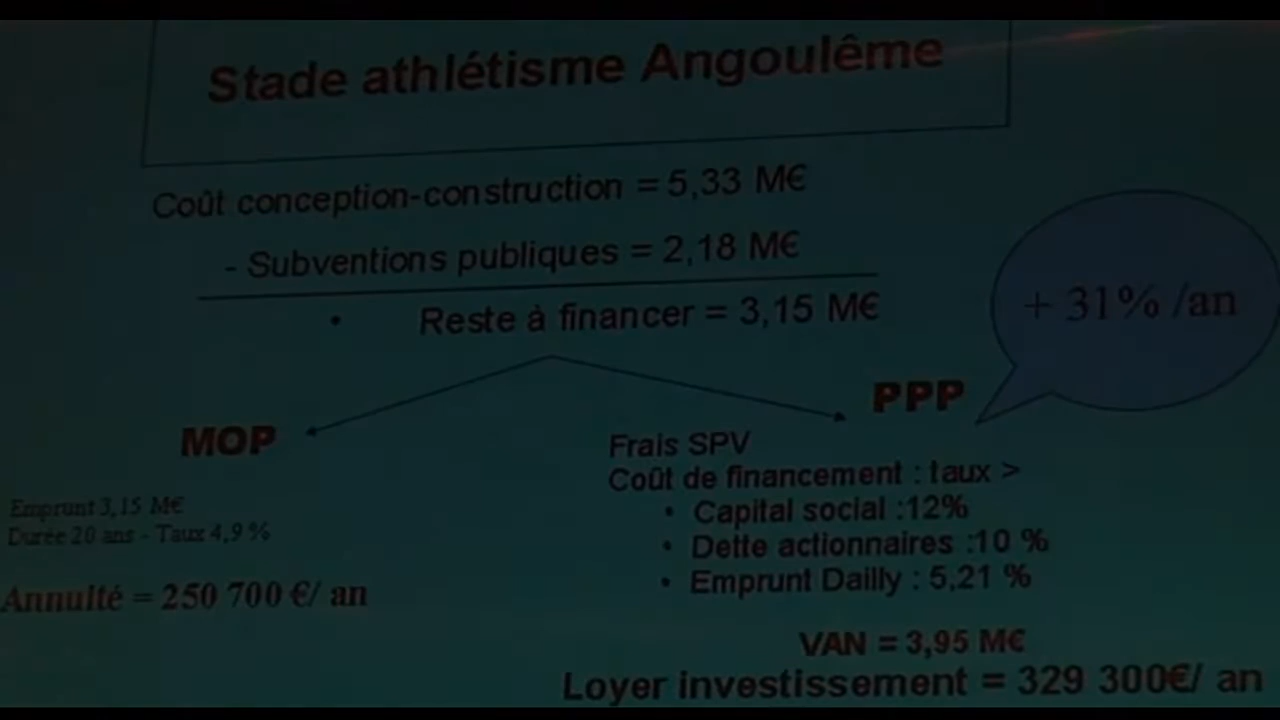 Stade athlétisme Angoulême
Coût conception-construction = 5,33 M€
- Subventions publiques = 2,18 M€
• Reste à financer = 3,15 M€
+ 31% /an
MOP
PPP
Emprunt 3,15 M€
Durée 20 ans - Taux 4,9 %
Annuité = 250 700 €/ an
Frais SPV
Coût de financement : taux >
• Capital social :12%
• Dette actionnaires :10 %
• Emprunt Dailly : 5,21 %
VAN = 3,95 M€
Loyer investissement = 329 300€/ an